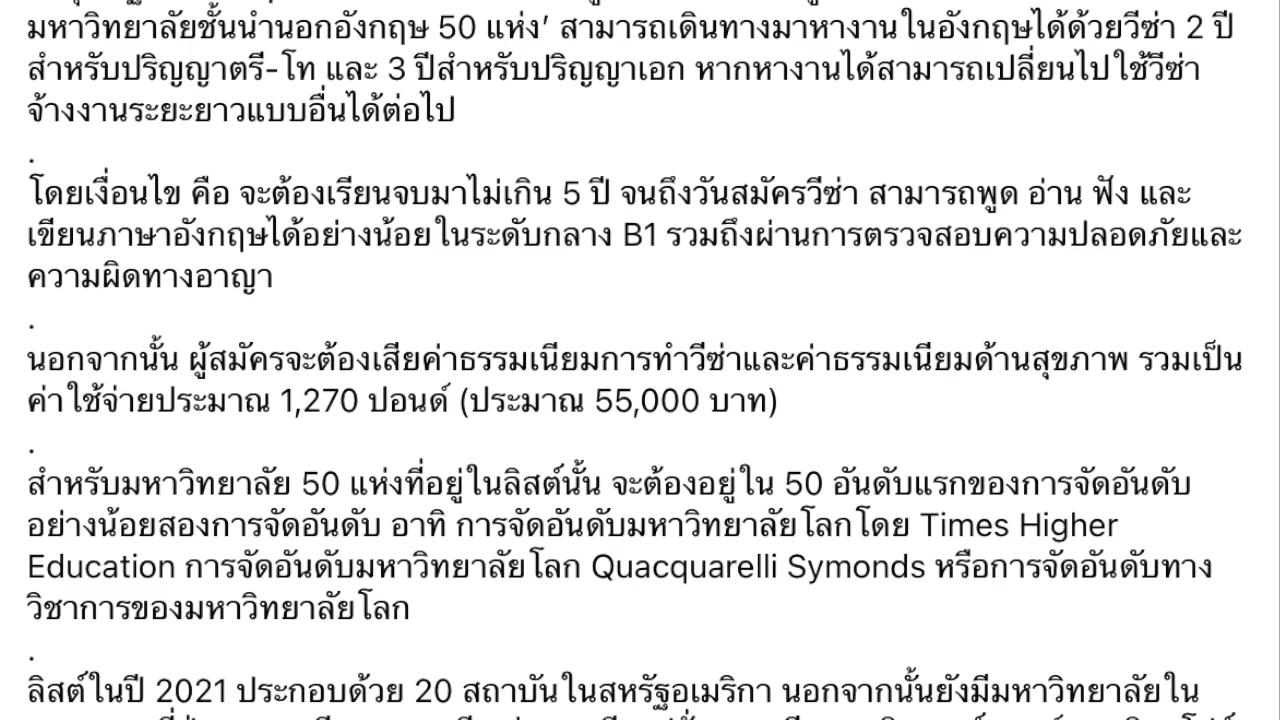 มหาวิทยาลัยชั้นนำนอกอังกฤษ 50 แห่ง’ สามารถเดินทางมาหางานในอังกฤษได้ด้วยวีซ่า 2 ปี
สำหรับปริญญาตรี-โท และ 3 ปีสำหรับปริญญาเอก หากหางานได้สามารถเปลี่ยนไปใช้วีซ่า
จ้างงานระยะยาวแบบอื่นได้ต่อไป
.
โดยเงื่อนไข คือ จะต้องเรียนจบมาไม่เกิน 5 ปี จนถึงวันสมัครวีซ่า สามารถพูด อ่าน ฟัง และ
เขียนภาษาอังกฤษได้อย่างน้อยในระดับกลาง B1 รวมถึงผ่านการตรวจสอบความปลอดภัยและ
ความผิดทางอาญา
.
นอกจากนั้น ผู้สมัครจะต้องเสียค่าธรรมเนียมการทำวีซ่าและค่าธรรมเนียมด้านสุขภาพ รวมเป็น
ค่าใช้จ่ายประมาณ 1,270 ปอนด์ (ประมาณ 55,000 บาท)
.
สำหรับมหาวิทยาลัย 50 แห่งที่อยู่ในลิสต์นั้น จะต้องอยู่ใน 50 อันดับแรกของการจัดอันดับ
อย่างน้อยสองการจัดอันดับ อาทิ การจัดอันดับมหาวิทยาลัยโลกโดย Times Higher
Education การจัดอันดับมหาวิทยาลัยโลก Quacquarelli Symonds หรือการจัดอันดับทาง
วิชาการของมหาวิทยาลัยโลก
.
ลิสต์ในปี 2021 ประกอบด้วย 20 สถาบันในสหรัฐอเมริกา นอกจากนั้นยังมีมหาวิทยาลัยใน